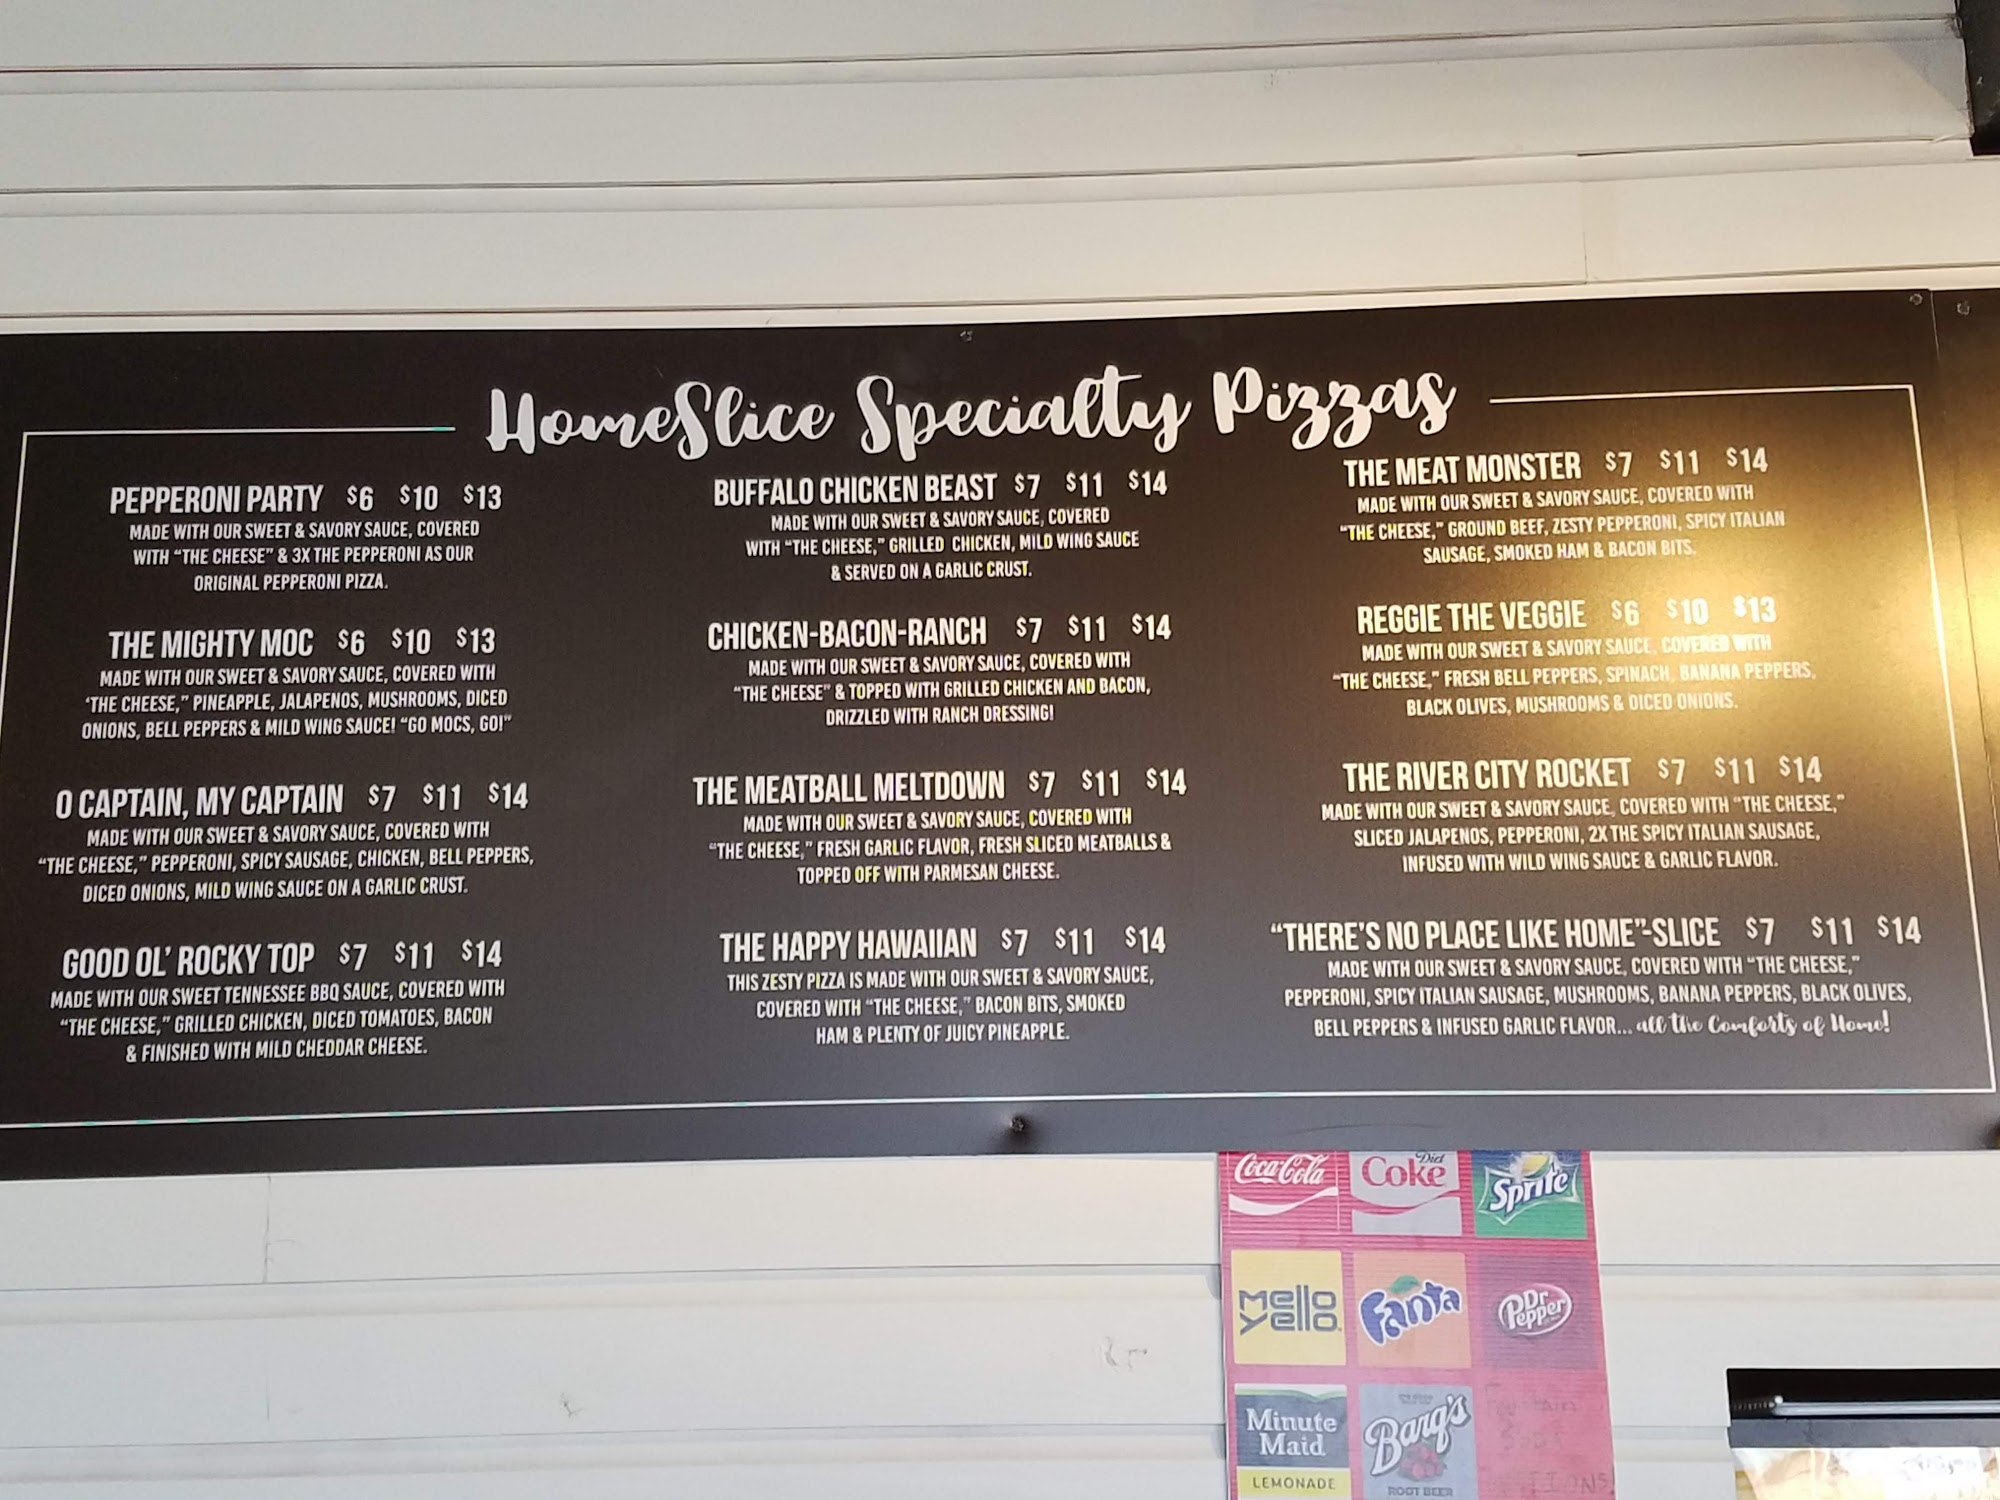 HomeSlice Specialty Pizzas
PEPPERONI PARTY $6 $10 $13
MADE WITH OUR SWEET & SAVORY SAUCE, COVERED
WITH "THE CHEESE" & 3X THE PEPPERONI AS OUR
ORIGINAL PEPPERONI PIZZA.
THE MIGHTY MOC $6 $10 $13
MADE WITH OUR SWEET & SAVORY SAUCE, COVERED WITH
'THE CHEESE," PINEAPPLE, JALAPENOS, MUSHROOMS, DICED
ONIONS, BELL PEPPERS & MILD WING SAUCE! "GO MOCS, GO!"
O CAPTAIN, MY CAPTAIN $7 $11 $14
MADE WITH OUR SWEET & SAVORY SAUCE, COVERED WITH
"THE CHEESE," PEPPERONI, SPICY SAUSAGE, CHICKEN, BELL PEPPERS,
DICED ONIONS, MILD WING SAUCE ON A GARLIC CRUST.
GOOD OL' ROCKY TOP $7 $11 $14
MADE WITH OUR SWEET TENNESSEE BBQ SAUCE, COVERED WITH
"THE CHEESE," GRILLED CHICKEN, DICED TOMATOES, BACON
& FINISHED WITH MILD CHEDDAR CHEESE.
BUFFALO CHICKEN BEAST $7 $11 $14
MADE WITH OUR SWEET & SAVORY SAUCE, COVERED
WITH "THE CHEESE," GRILLED CHICKEN, MILD WING SAUCE
& SERVED ON A GARLIC CRUST.
CHICKEN-BACON-RANCH $7 $11 $14
MADE WITH OUR SWEET & SAVORY SAUCE, COVERED WITH
"THE CHEESE" & TOPPED WITH GRILLED CHICKEN AND BACON,
DRIZZLED WITH RANCH DRESSING!
THE MEATBALL MELTDOWN $7 $11 $14
MADE WITH OUR SWEET & SAVORY SAUCE, COVERED WITH
"THE CHEESE," FRESH GARLIC FLAVOR, FRESH SLICED MEATBALLS &
TOPPED OFF WITH PARMESAN CHEESE.
THE HAPPY HAWAIIAN $7 $11 $14
THIS ZESTY PIZZA IS MADE WITH OUR SWEET & SAVORY SAUCE,
COVERED WITH "THE CHEESE," BACON BITS, SMOKED
HAM & PLENTY OF JUICY PINEAPPLE.
THE MEAT MONSTER $7 $11 $14
MADE WITH OUR SWEET & SAVORY SAUCE, COVERED WITH
"THE CHEESE," GROUND BEEF, ZESTY PEPPERONI, SPICY ITALIAN
SAUSAGE, SMOKED HAM & BACON BITS.
REGGIE THE VEGGIE $6 $10 $13
MADE WITH OUR SWEET & SAVORY SAUCE, COVERED WITH
"THE CHEESE," FRESH BELL PEPPERS, SPINACH, BANANA PEPPERS,
BLACK OLIVES, MUSHROOMS & DICED ONIONS.
THE RIVER CITY ROCKET $7 $11 $14
MADE WITH OUR SWEET & SAVORY SAUCE, COVERED WITH "THE CHEESE,"
SLICED JALAPENOS, PEPPERONI, 2X THE SPICY ITALIAN SAUSAGE,
INFUSED WITH WILD WING SAUCE & GARLIC FLAVOR.
"THERE'S NO PLACE LIKE HOME"-SLICE $7 $11 $14
MADE WITH OUR SWEET & SAVORY SAUCE, COVERED WITH "THE CHEESE,"
PEPPERONI, SPICY ITALIAN SAUSAGE, MUSHROOMS, BANANA PEPPERS, BLACK OLIVES,
BELL PEPPERS & INFUSED GARLIC FLAVOR... all the Comforts of Home!
Coca-Cola
Diet
Coke
Sprite
Mello
Yello
Fanta
Dr
Pepper
Minute
Maid
LEMONADE
Barq's
ROOT BEER